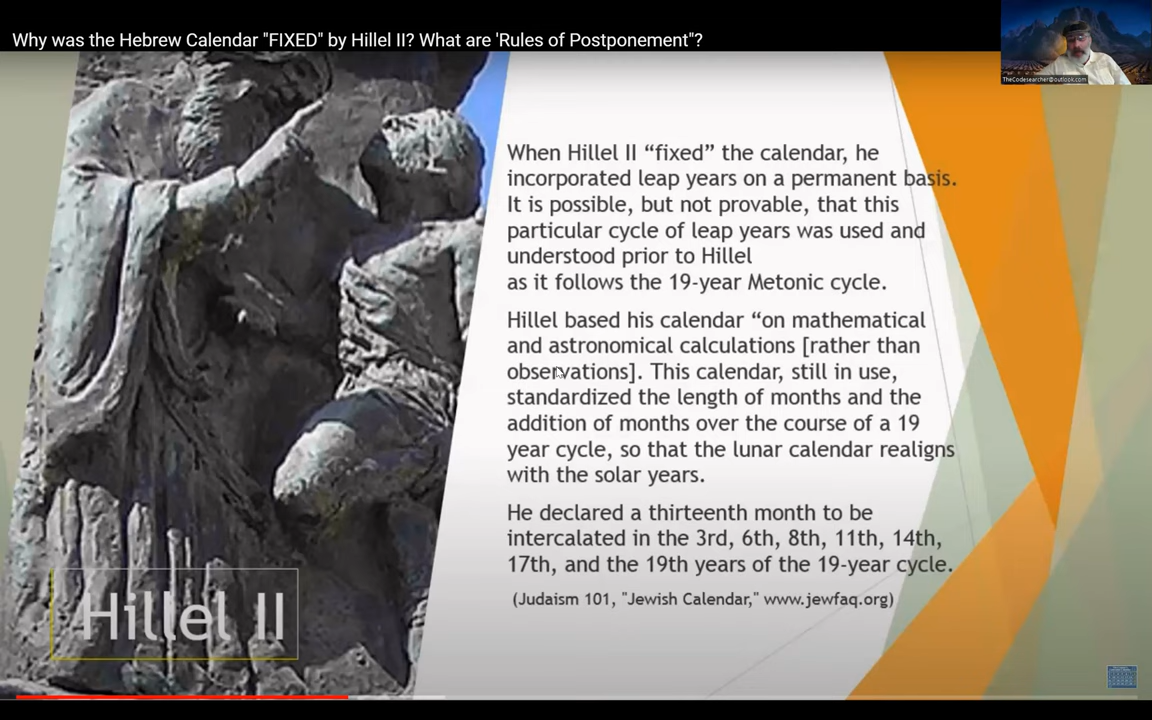 Why was the Hebrew Calendar "FIXED" by Hillel II? What are 'Rules of Postponement"?
TheCodesearcher@outlook.com
When Hillel II “fixed” the calendar, he
incorporated leap years on a permanent basis.
It is possible, but not provable, that this
particular cycle of leap years was used and
understood prior to Hillel
as it follows the 19-year Metonic cycle.
Hillel based his calendar “on mathematical
and astronomical calculations [rather than
observations]. This calendar, still in use,
standardized the length of months and the
addition of months over the course of a 19
year cycle, so that the lunar calendar realigns
with the solar years.
He declared a thirteenth month to be
intercalated in the 3rd, 6th, 8th, 11th, 14th,
17th, and the 19th years of the 19-year cycle.
(Judaism 101, "Jewish Calendar," www.jewfaq.org)
Hillel II